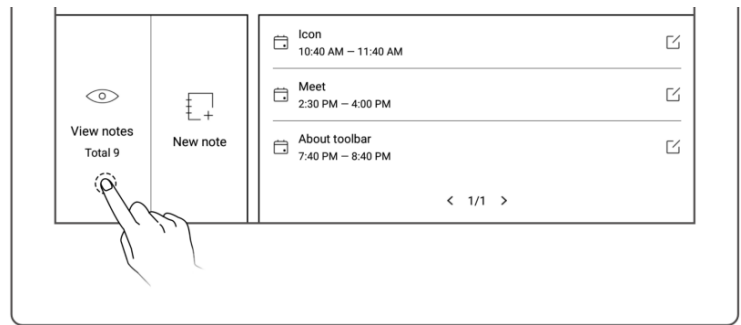 View notes
Total 9
New note
Icon
10:40 AM — 11:40 AM
Meet
2:30 PM — 4:00 PM
About toolbar
7:40 PM — 8:40 PM
< 1/1 >